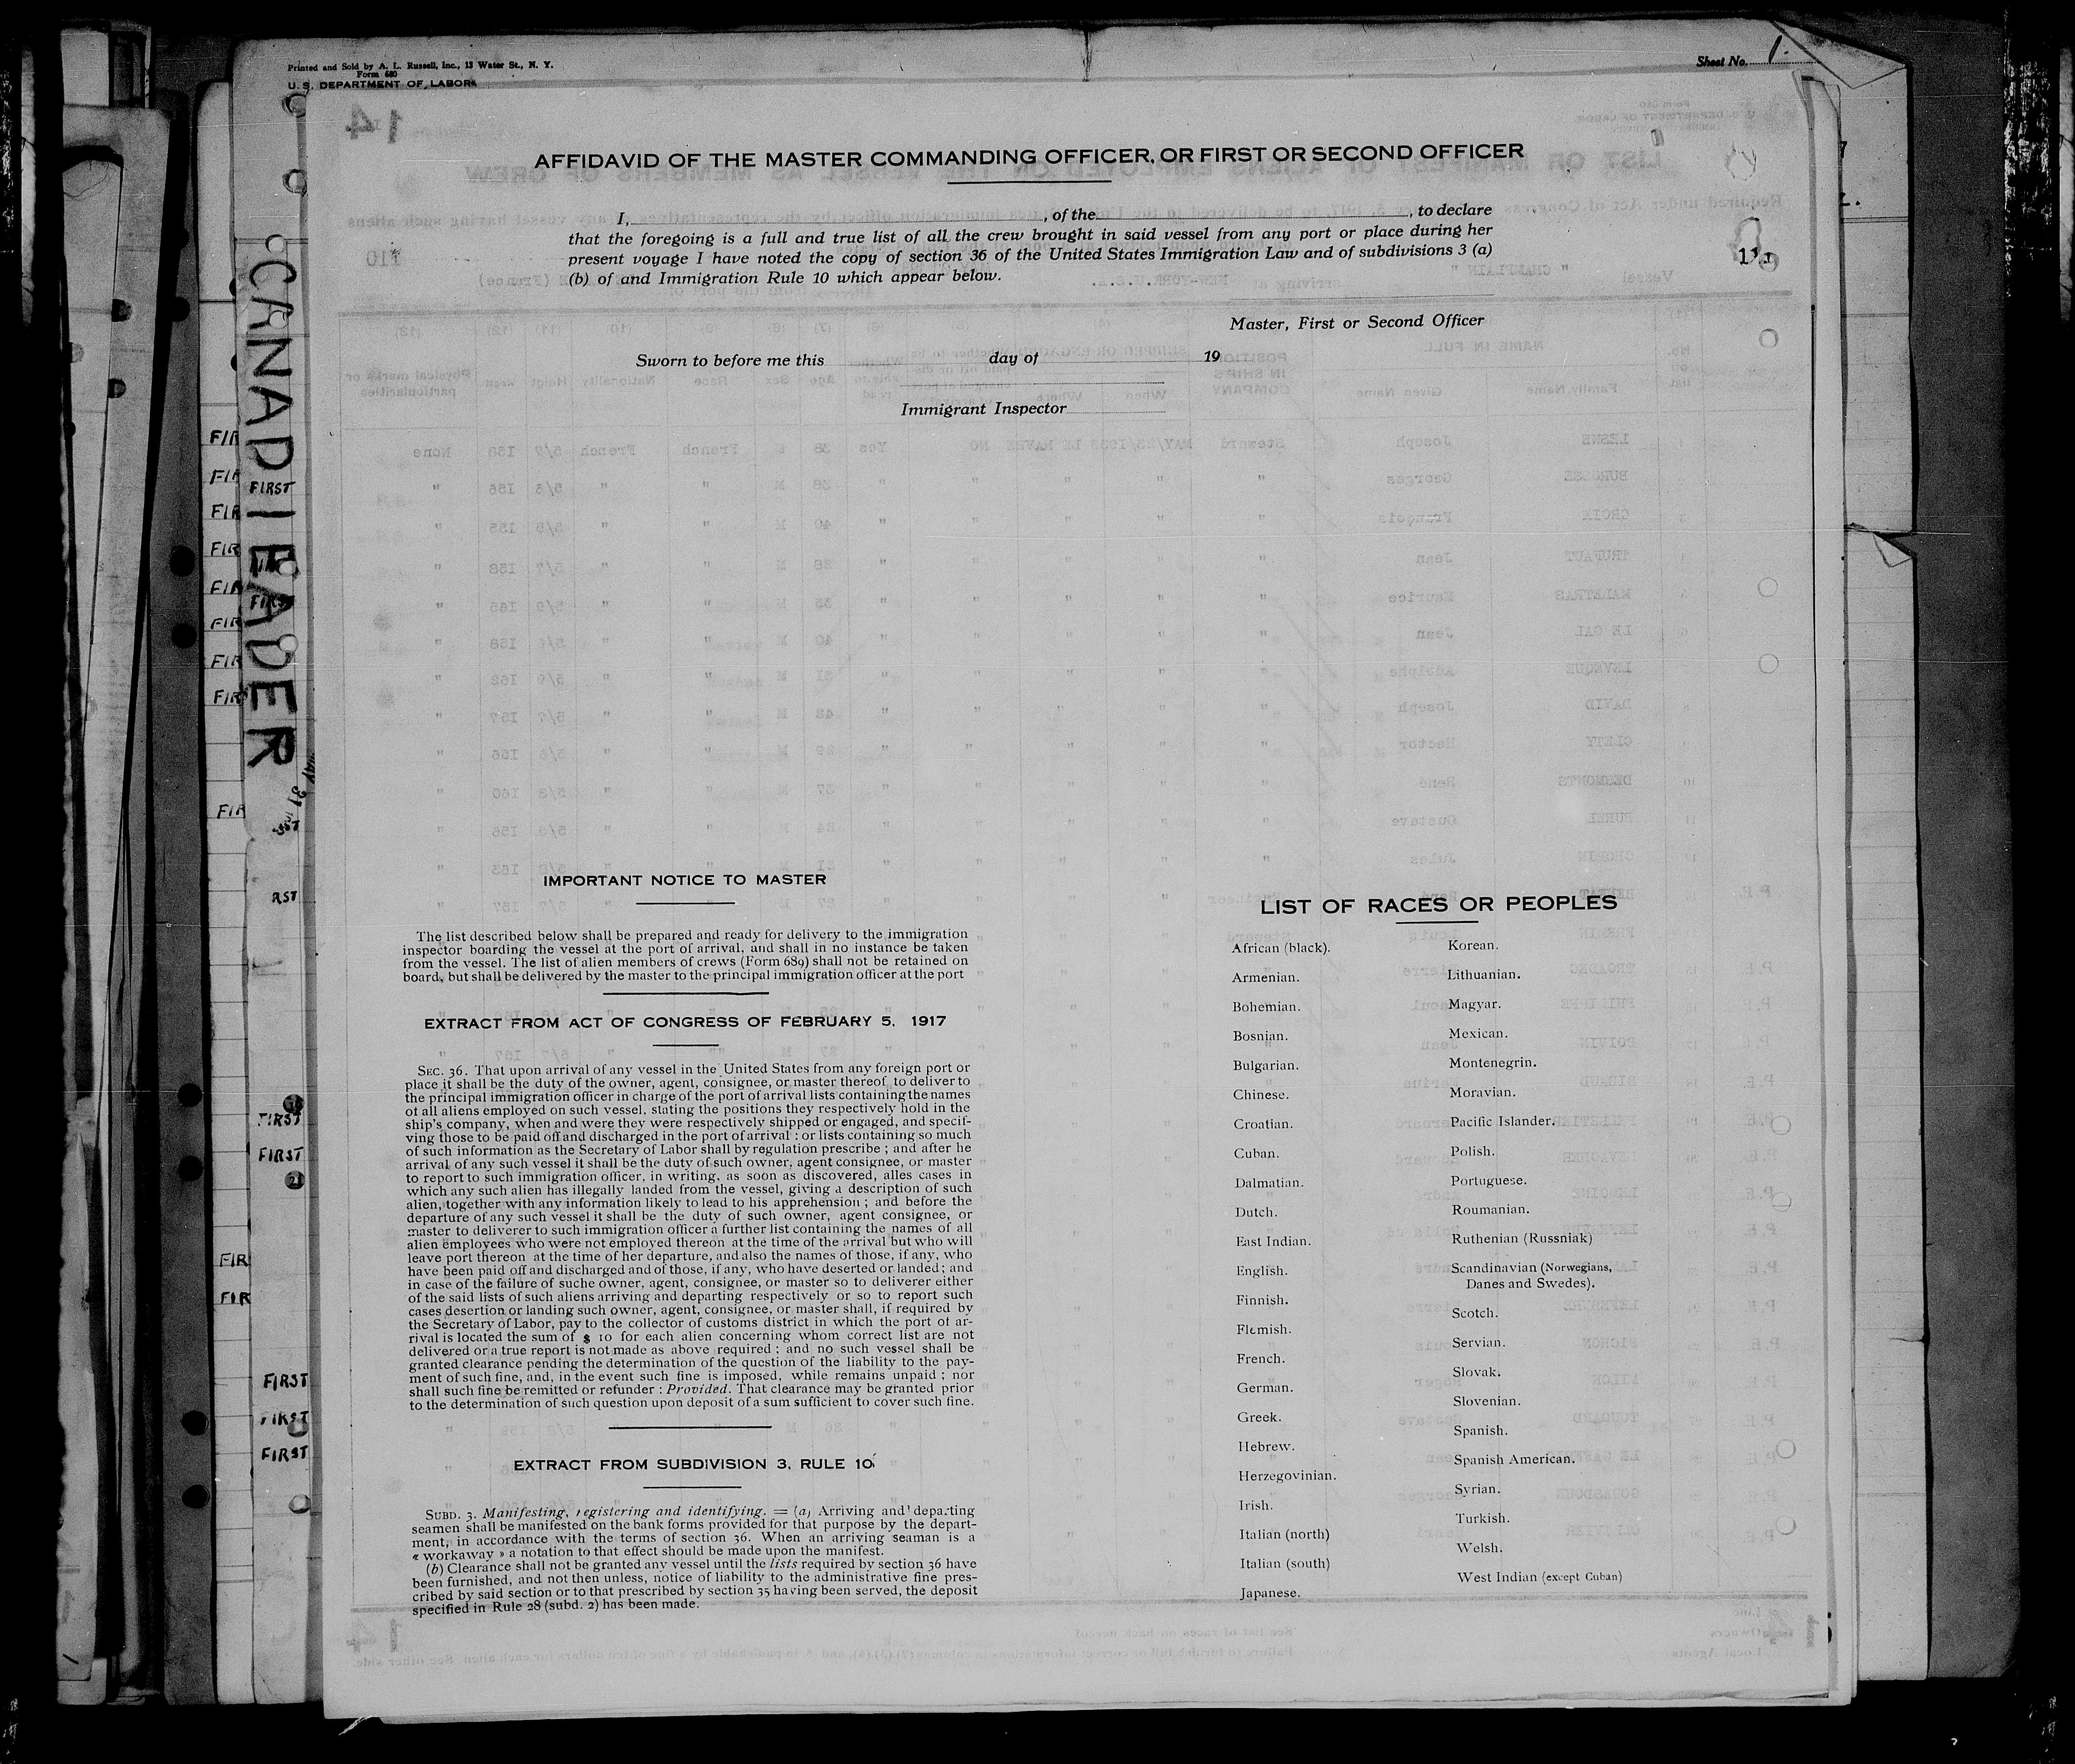 Printed and Sold by A. L. Russell, Inc., 13 Water St., N. Y.
Form 680
U. S. DEPARTMENT OF LABOR
Sheet No. 1.
AFFIDAVID OF THE MASTER COMMANDING OFFICER, OR FIRST OR SECOND OFFICER
I, , of the , to declare
that the foregoing is a full and true list of all the crew brought in said vessel from any port or place during her
present voyage I have noted the copy of section 36 of the United States Immigration Law and of subdivisions 3 (a)
(b) of and Immigration Rule 10 which appear below.
Master, First or Second Officer
Sworn to before me this day of 19
Immigrant Inspector
CANADI EADER
FIRST
FIRST
RST
FIRST
FIRST
FIRST
FIRST
FIRST
IMPORTANT NOTICE TO MASTER
The list described below shall be prepared and ready for delivery to the immigration
inspector boarding the vessel at the port of arrival, and shall in no instance be taken
from the vessel. The list of alien members of crews (Form 689) shall not be retained on
board, but shall be delivered by the master to the principal immigration officer at the port
EXTRACT FROM ACT OF CONGRESS OF FEBRUARY 5, 1917
SEC. 36. That upon arrival of any vessel in the United States from any foreign port or
place it shall be the duty of the owner, agent, consignee, or master thereof to deliver to
the principal immigration officer in charge of the port of arrival lists containing the names
of all aliens employed on such vessel, stating the positions they respectively hold in the
ship's company, when and were they were respectively shipped or engaged, and specif-
ving those to be paid off and discharged in the port of arrival : or lists containing so much
of such information as the Secretary of Labor shall by regulation prescribe ; and after he
arrival of any such vessel it shall be the duty of such owner, agent consignee, or master
to report to such immigration officer, in writing, as soon as discovered, alles cases in
which any such alien has illegally landed from the vessel, giving a description of such
alien, together with any information likely to lead to his apprehension ; and before the
departure of any such vessel it shall be the duty of such owner, agent consignee, or
master to deliverer to such immigration officer a further list containing the names of all
alien employees who were not employed thereon at the time of the arrival but who will
leave port thereon at the time of her departure, and also the names of those, if any, who
have been paid off and discharged and of those, if any, who have deserted or landed ; and
in case of the failure of suche owner, agent, consignee, or master so to deliverer either
of the said lists of such aliens arriving and departing respectively or so to report such
cases desertion or landing such owner, agent, consignee, or master shall, if required by
the Secretary of Labor, pay to the collector of customs district in which the port of ar-
rival is located the sum of $ 10 for each alien concerning whom correct list are not
delivered or a true report is not made as above required ; and no such vessel shall be
granted clearance pending the determination of the question of the liability to the pay-
ment of such fine, and, in the event such fine is imposed, while remains unpaid ; nor
shall such fine be remitted or refunder : Provided. That clearance may be granted prior
to the determination of such question upon deposit of a sum sufficient to cover such fine.
EXTRACT FROM SUBDIVISION 3, RULE 10
SUBD. 3. Manifesting, registering and identifying. = (a) Arriving and departing
seamen shall be manifested on the bank forms provided for that purpose by the depart-
ment, in accordance with the terms of section 36. When an arriving seaman is a
« workaway » a notation to that effect should be made upon the manifest.
(b) Clearance shall not be granted any vessel until the lists required by section 36 have
been furnished, and not then unless, notice of liability to the administrative fine pres-
cribed by said section or to that prescribed by section 35 having been served, the deposit
specified in Rule 28 (subd. 2) has been made.
LIST OF RACES OR PEOPLES
African (black).
Armenian.
Bohemian.
Bosnian.
Bulgarian.
Chinese.
Croatian.
Cuban.
Dalmatian.
Dutch.
East Indian.
English.
Finnish.
Flemish.
French.
German.
Greek.
Hebrew.
Herzegovinian.
Irish.
Italian (north)
Italian (south)
Japanese.
Korean.
Lithuanian.
Magyar.
Mexican.
Montenegrin.
Moravian.
Pacific Islander.
Polish.
Portuguese.
Roumanian.
Ruthenian (Russniak)
Scandinavian (Norwegians,
Danes and Swedes).
Scotch.
Servian.
Slovak.
Slovenian.
Spanish.
Spanish American.
Syrian.
Turkish.
Welsh.
West Indian (except Cuban)